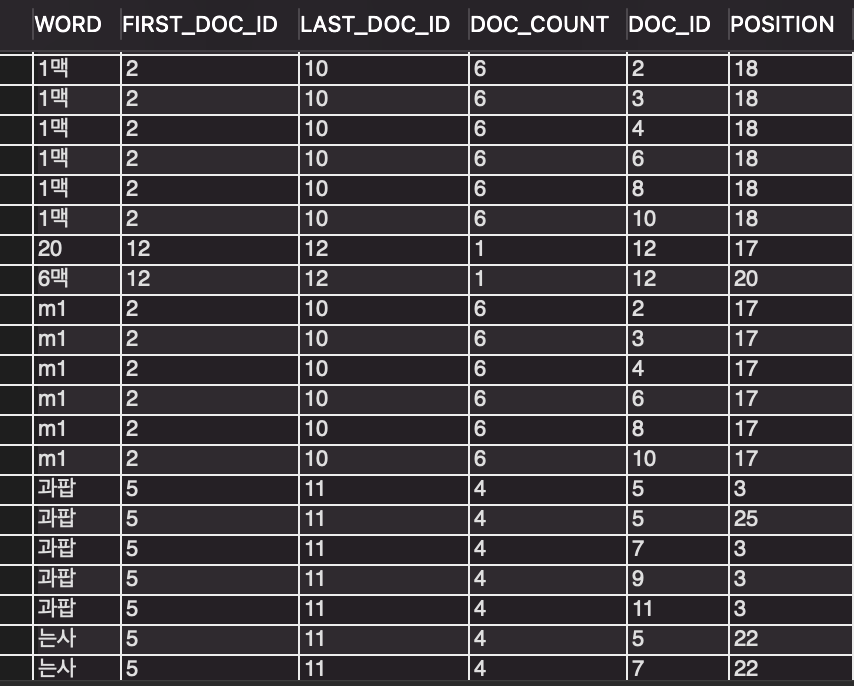 WORD FIRST_DOC_ID LAST_DOC_ID DOC_COUNT DOC_ID POSITION
1맥 2 10 6 2 18
1맥 2 10 6 3 18
1맥 2 10 6 4 18
1맥 2 10 6 6 18
1맥 2 10 6 8 18
1맥 2 10 6 10 18
20 12 12 1 12 17
6맥 12 12 1 12 20
m1 2 10 6 2 17
m1 2 10 6 3 17
m1 2 10 6 4 17
m1 2 10 6 6 17
m1 2 10 6 8 17
m1 2 10 6 10 17
과팝 5 11 4 5 3
과팝 5 11 4 5 25
과팝 5 11 4 7 3
과팝 5 11 4 9 3
과팝 5 11 4 11 3
는사 5 11 4 5 22
는사 5 11 4 7 22